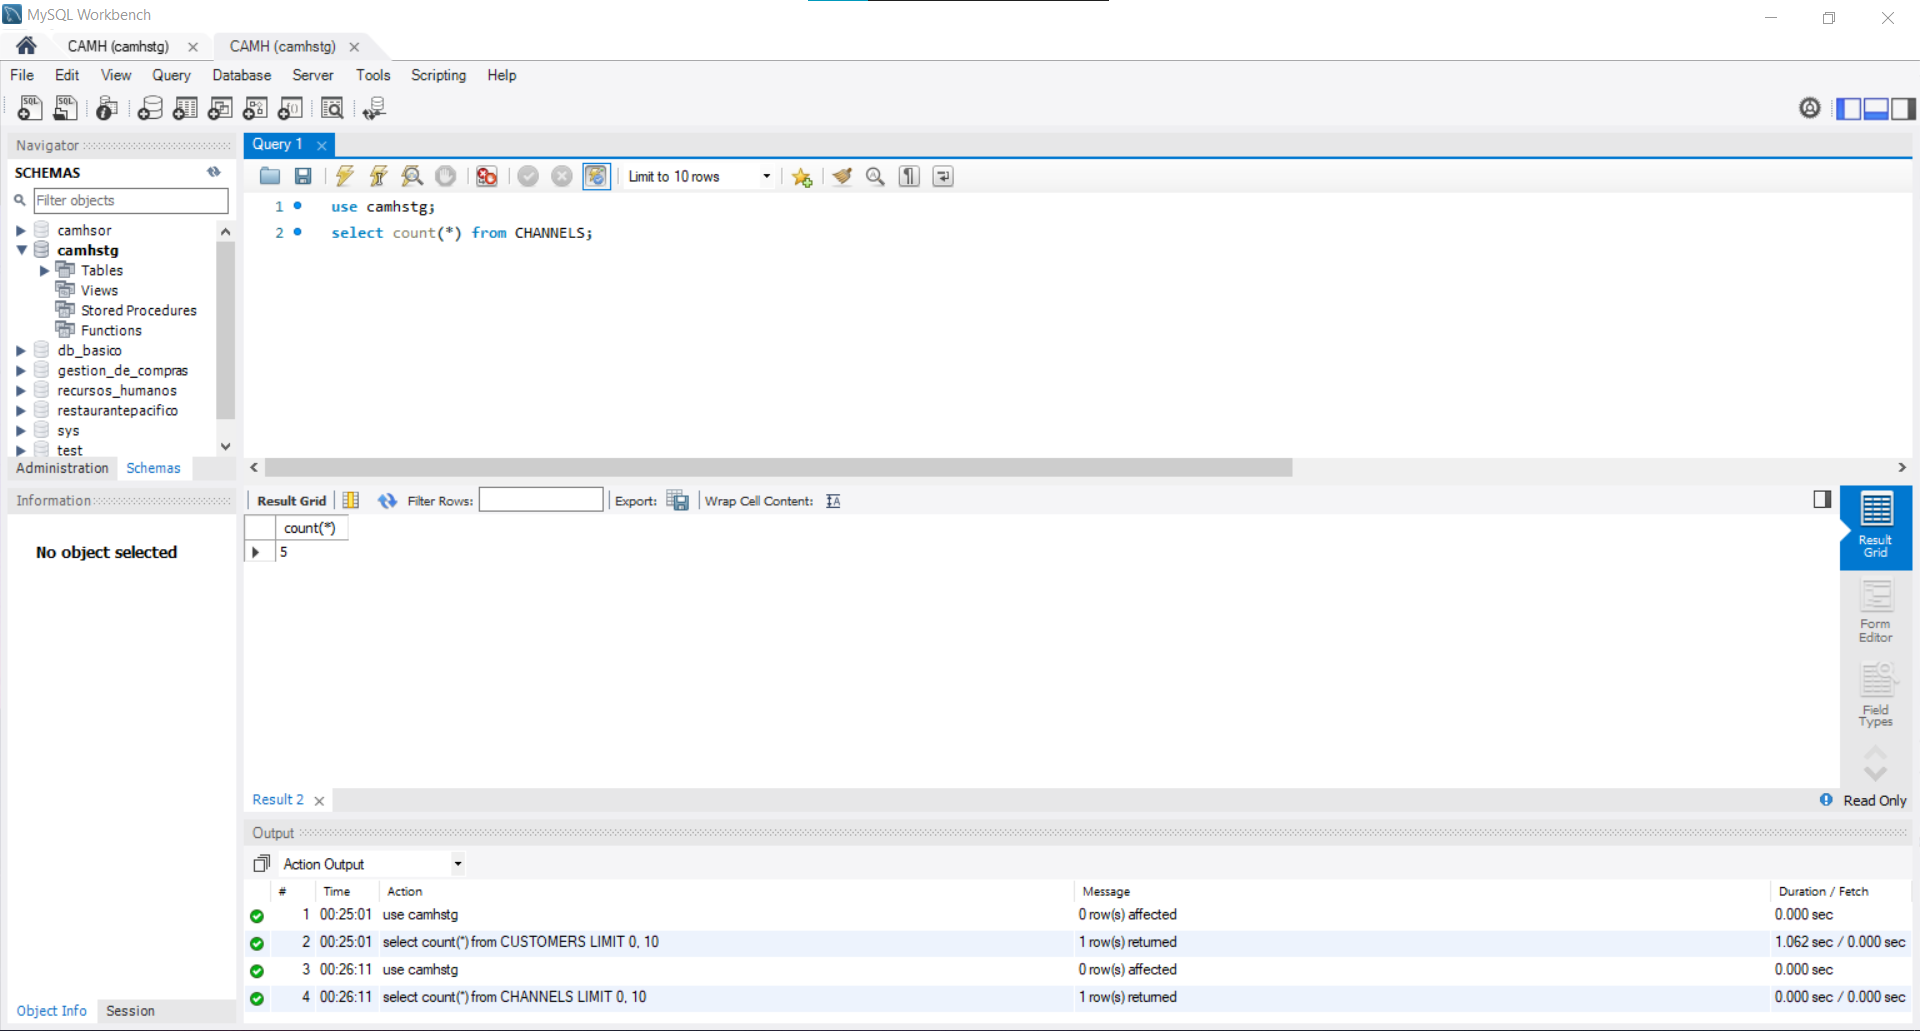 MySQL Workbench
CAMH (camhstg)
CAMH (camhstg)
File Edit View Query Database Server Tools Scripting Help
Navigator
SCHEMAS
Filter objects
camhsor
camhstg
Tables
Views
Stored Procedures
Functions
db_basico
gestion_de_compras
recursos_humanos
restaurantepacifico
sys
test
Administration Schemas
Information
No object selected
Object Info Session
Query 1
Limit to 10 rows
1 use camhstg;
2 select count(*) from CHANNELS;
Result Grid Filter Rows: Export: Wrap Cell Content:
count(*)
5
Result Grid
Form Editor
Field Types
Result 2
Read Only
Output
Action Output
# Time Action Message Duration / Fetch
1 00:25:01 use camhstg 0 row(s) affected 0.000 sec
2 00:25:01 select count(*) from CUSTOMERS LIMIT 0, 10 1 row(s) returned 1.062 sec / 0.000 sec
3 00:26:11 use camhstg 0 row(s) affected 0.000 sec
4 00:26:11 select count(*) from CHANNELS LIMIT 0, 10 1 row(s) returned 0.000 sec / 0.000 sec